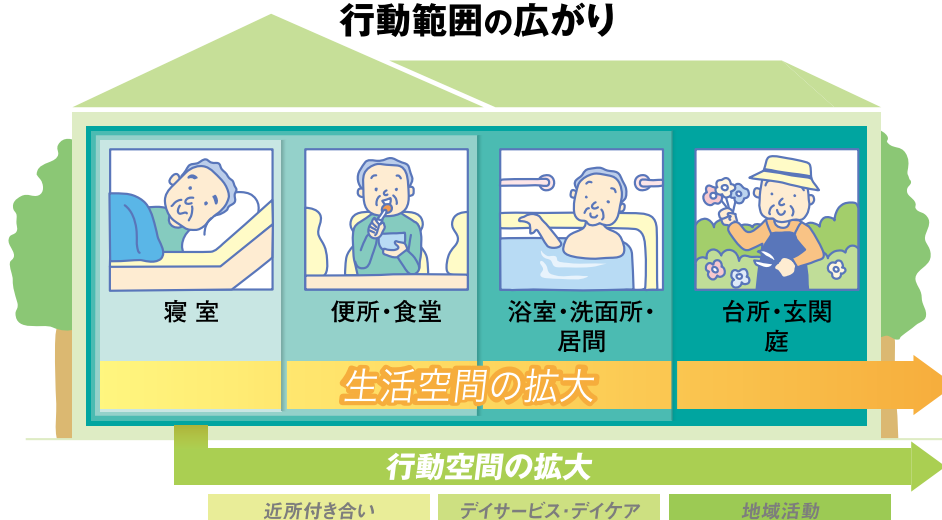 行動範囲の広がり
寝 室
便所・食堂
浴室・洗面所・
居間
台所・玄関
庭
生活空間の拡大
行動空間の拡大
近所付き合い
デイサービス・デイケア
地域活動